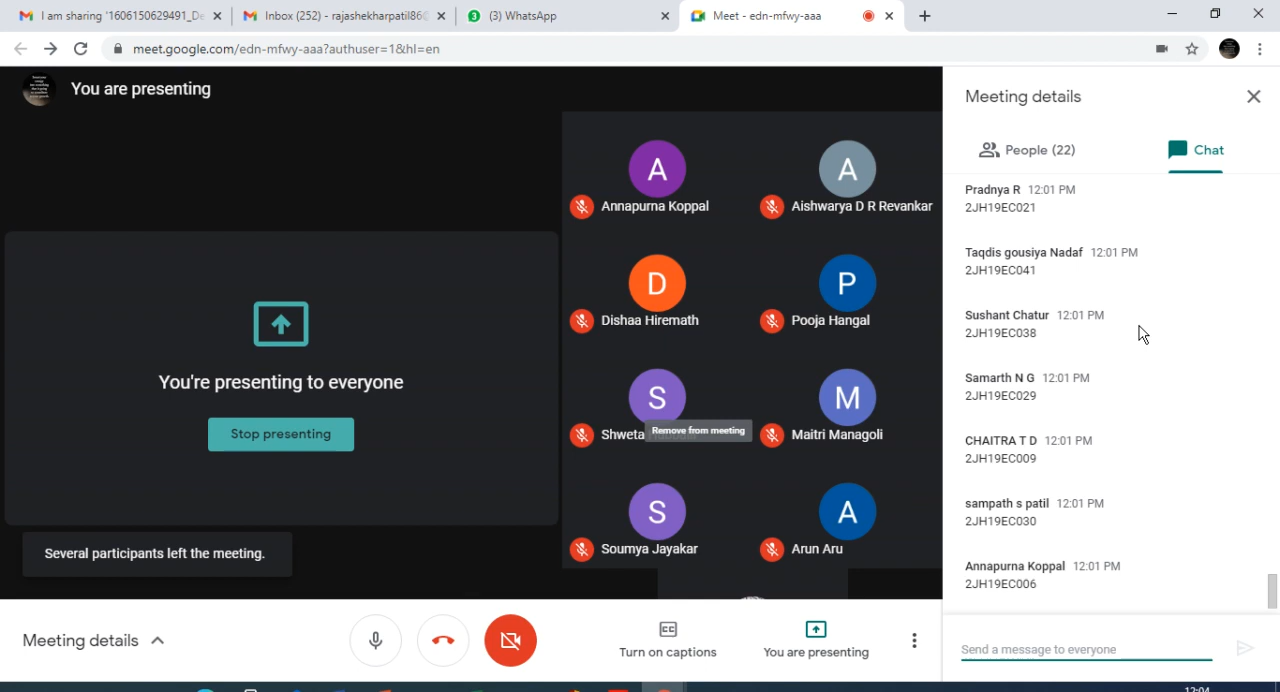 I am sharing '1606150629491_De
Inbox (252) - rajashekharpatil86@
(3) WhatsApp
Meet - edn-mfwy-aaa
meet.google.com/edn-mfwy-aaa?authuser=1&hl=en
You are presenting
You're presenting to everyone
Stop presenting
Several participants left the meeting.
A
Annapurna Koppal
A
Aishwarya D R Revankar
D
Dishaa Hiremath
P
Pooja Hangal
S
Shweta
Remove from meeting
M
Maitri Managoli
S
Soumya Jayakar
A
Arun Aru
Meeting details
People (22)
Chat
Pradnya R 12:01 PM
2JH19EC021
Taqdis gousiya Nadaf 12:01 PM
2JH19EC041
Sushant Chatur 12:01 PM
2JH19EC038
Samarth N G 12:01 PM
2JH19EC029
CHAITRA T D 12:01 PM
2JH19EC009
sampath s patil 12:01 PM
2JH19EC030
Annapurna Koppal 12:01 PM
2JH19EC006
Send a message to everyone
Meeting details
CC
Turn on captions
You are presenting
12:04